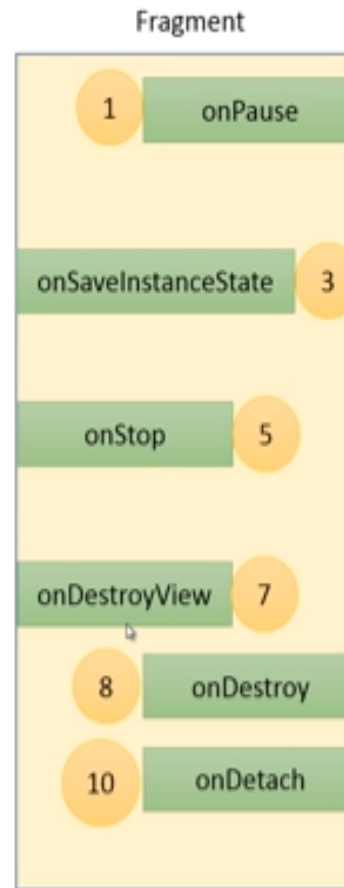 Fragment
1 onPause
onSaveInstanceState 3
onStop 5
onDestroyView 7
8 onDestroy
10 onDetach